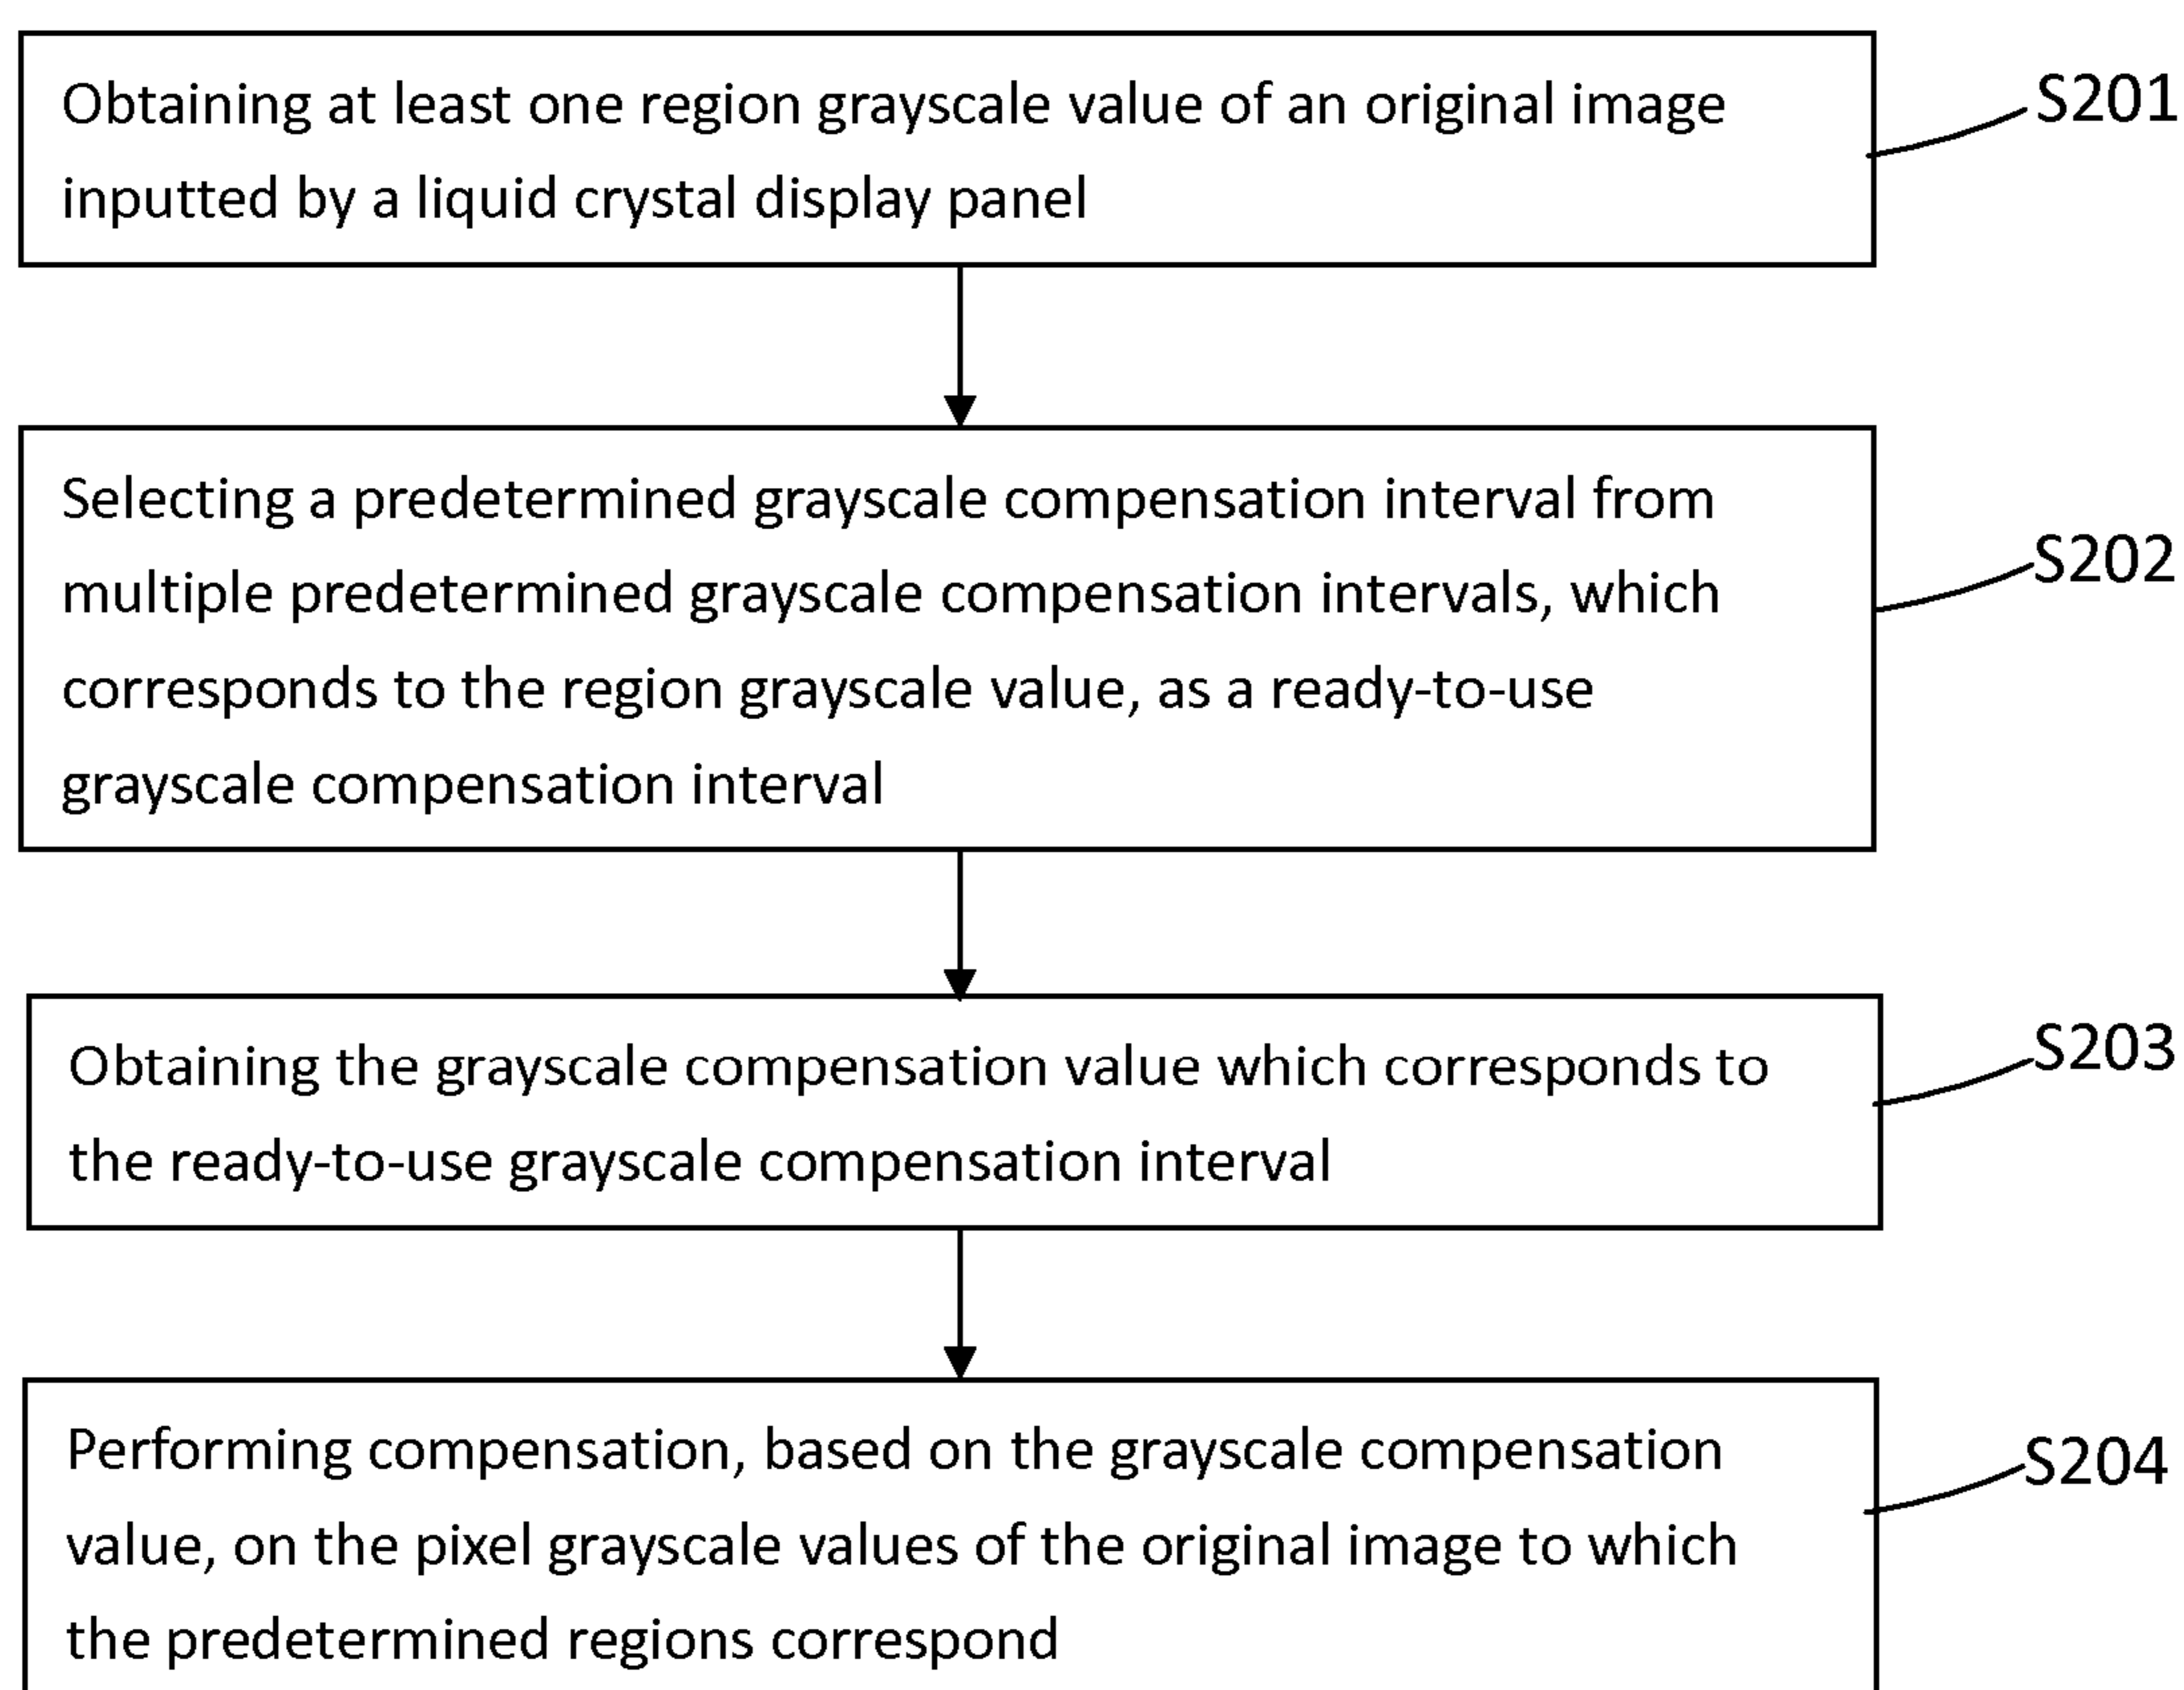 Obtaining at least one region grayscale value of an original image
inputted by a liquid crystal display panel
S201
Selecting a predetermined grayscale compensation interval from
multiple predetermined grayscale compensation intervals, which
corresponds to the region grayscale value, as a ready-to-use
grayscale compensation interval
S202
Obtaining the grayscale compensation value which corresponds to
the ready-to-use grayscale compensation interval
S203
Performing compensation, based on the grayscale compensation
value, on the pixel grayscale values of the original image to which
the predetermined regions correspond
S204